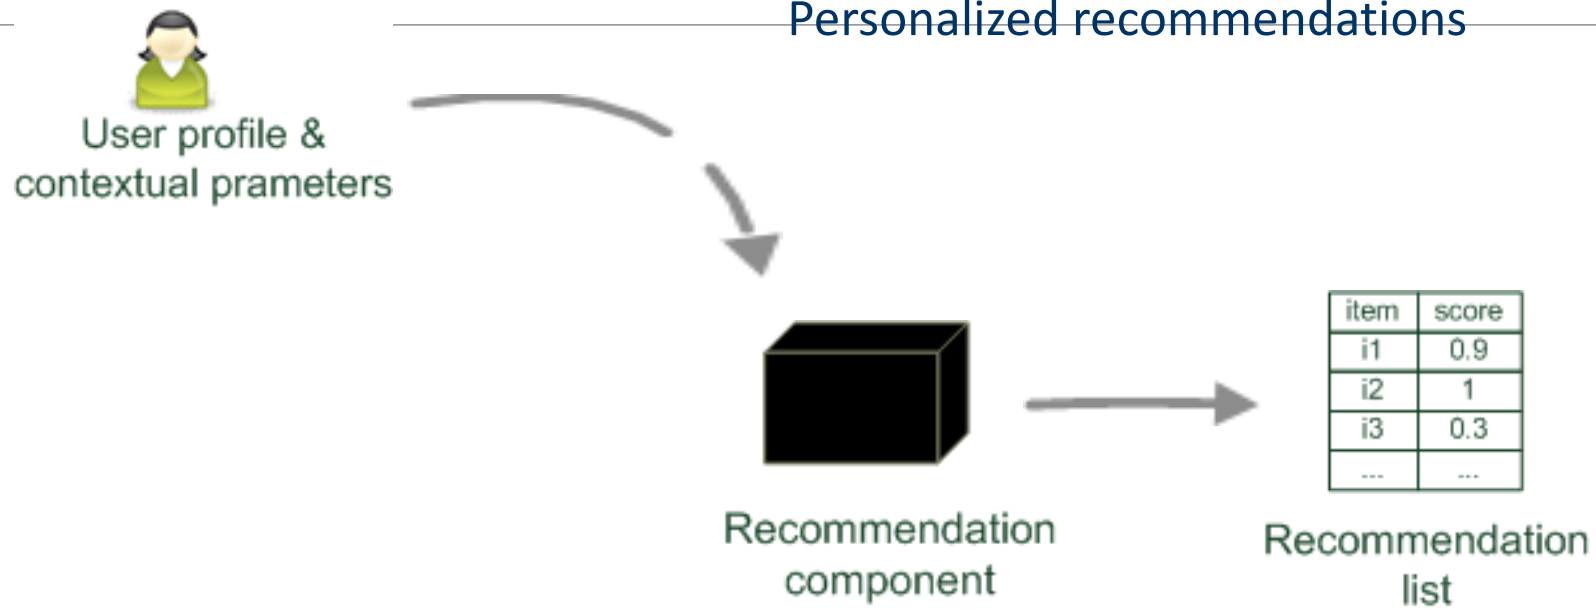 Personalized recommendations
User profile &
contextual prameters
item score
i1 0.9
i2 1
i3 0.3
... ...
Recommendation
component
Recommendation
list